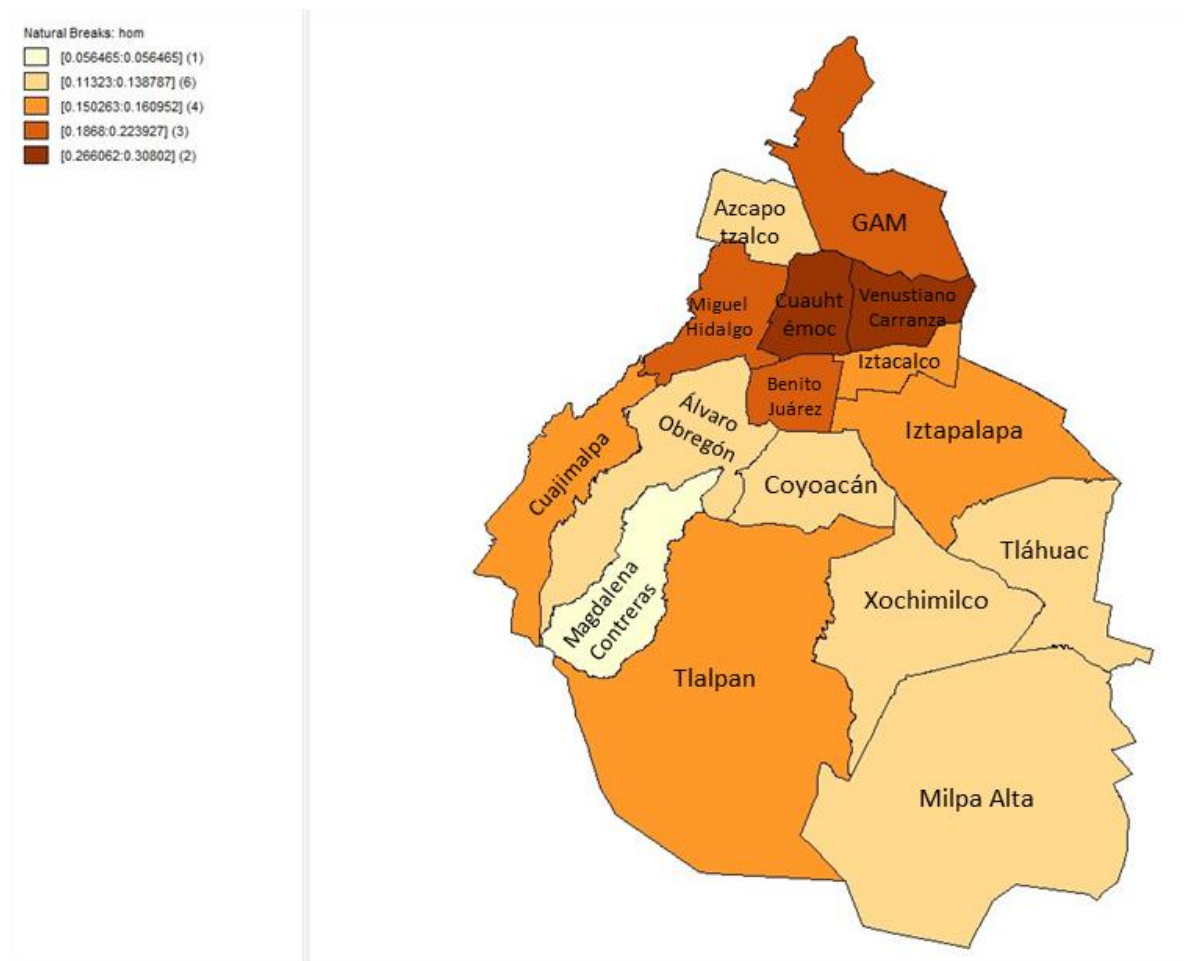 Natural Breaks: hom
[0.056465:0.056465] (1)
[0.11323:0.138787] (6)
[0.150263:0.160952] (4)
[0.1868:0.223927] (3)
[0.266062:0.30802] (2)
Azcapo
tzalco
GAM
Miguel
Hidalgo
Cuauht
émoc
Venustiano
Carranza
Iztacalco
Benito
Juárez
Álvaro
Obregón
Iztapalapa
Cuajimalpa
Coyoacán
Tláhuac
Magdalena
Contreras
Xochimilco
Tlalpan
Milpa Alta